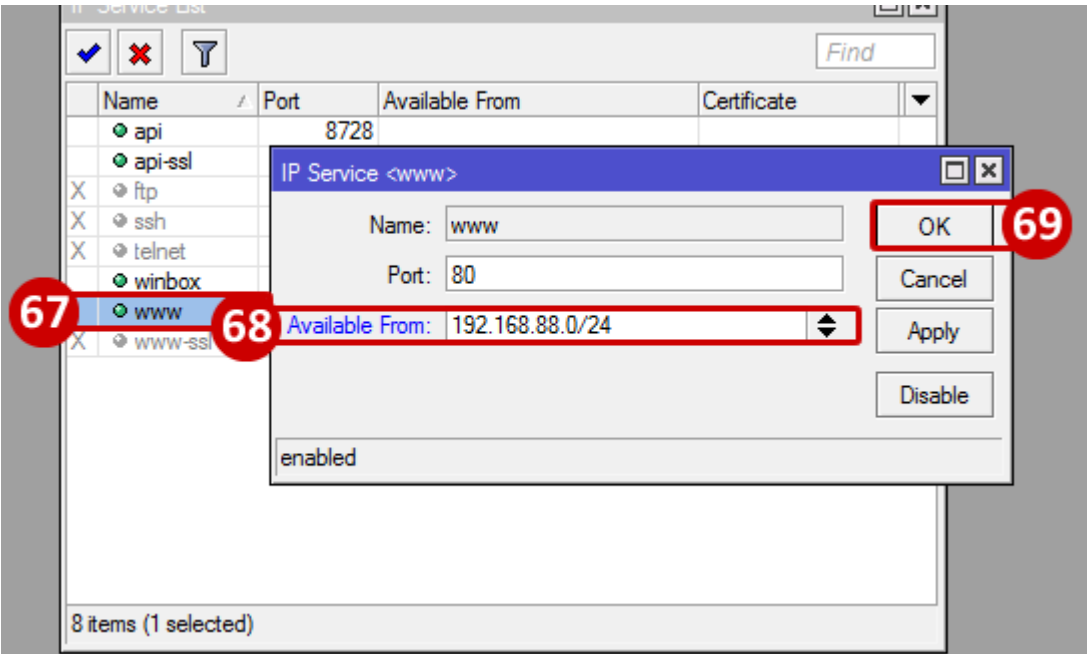 IP Service List
Find
Name Port Available From Certificate
api 8728
api-ssl
X ftp
X ssh
X telnet
winbox
www
X www-ssl
IP Service <www>
Name: www
Port: 80
Available From: 192.168.88.0/24
OK
Cancel
Apply
Disable
enabled
67
68
69
8 items (1 selected)